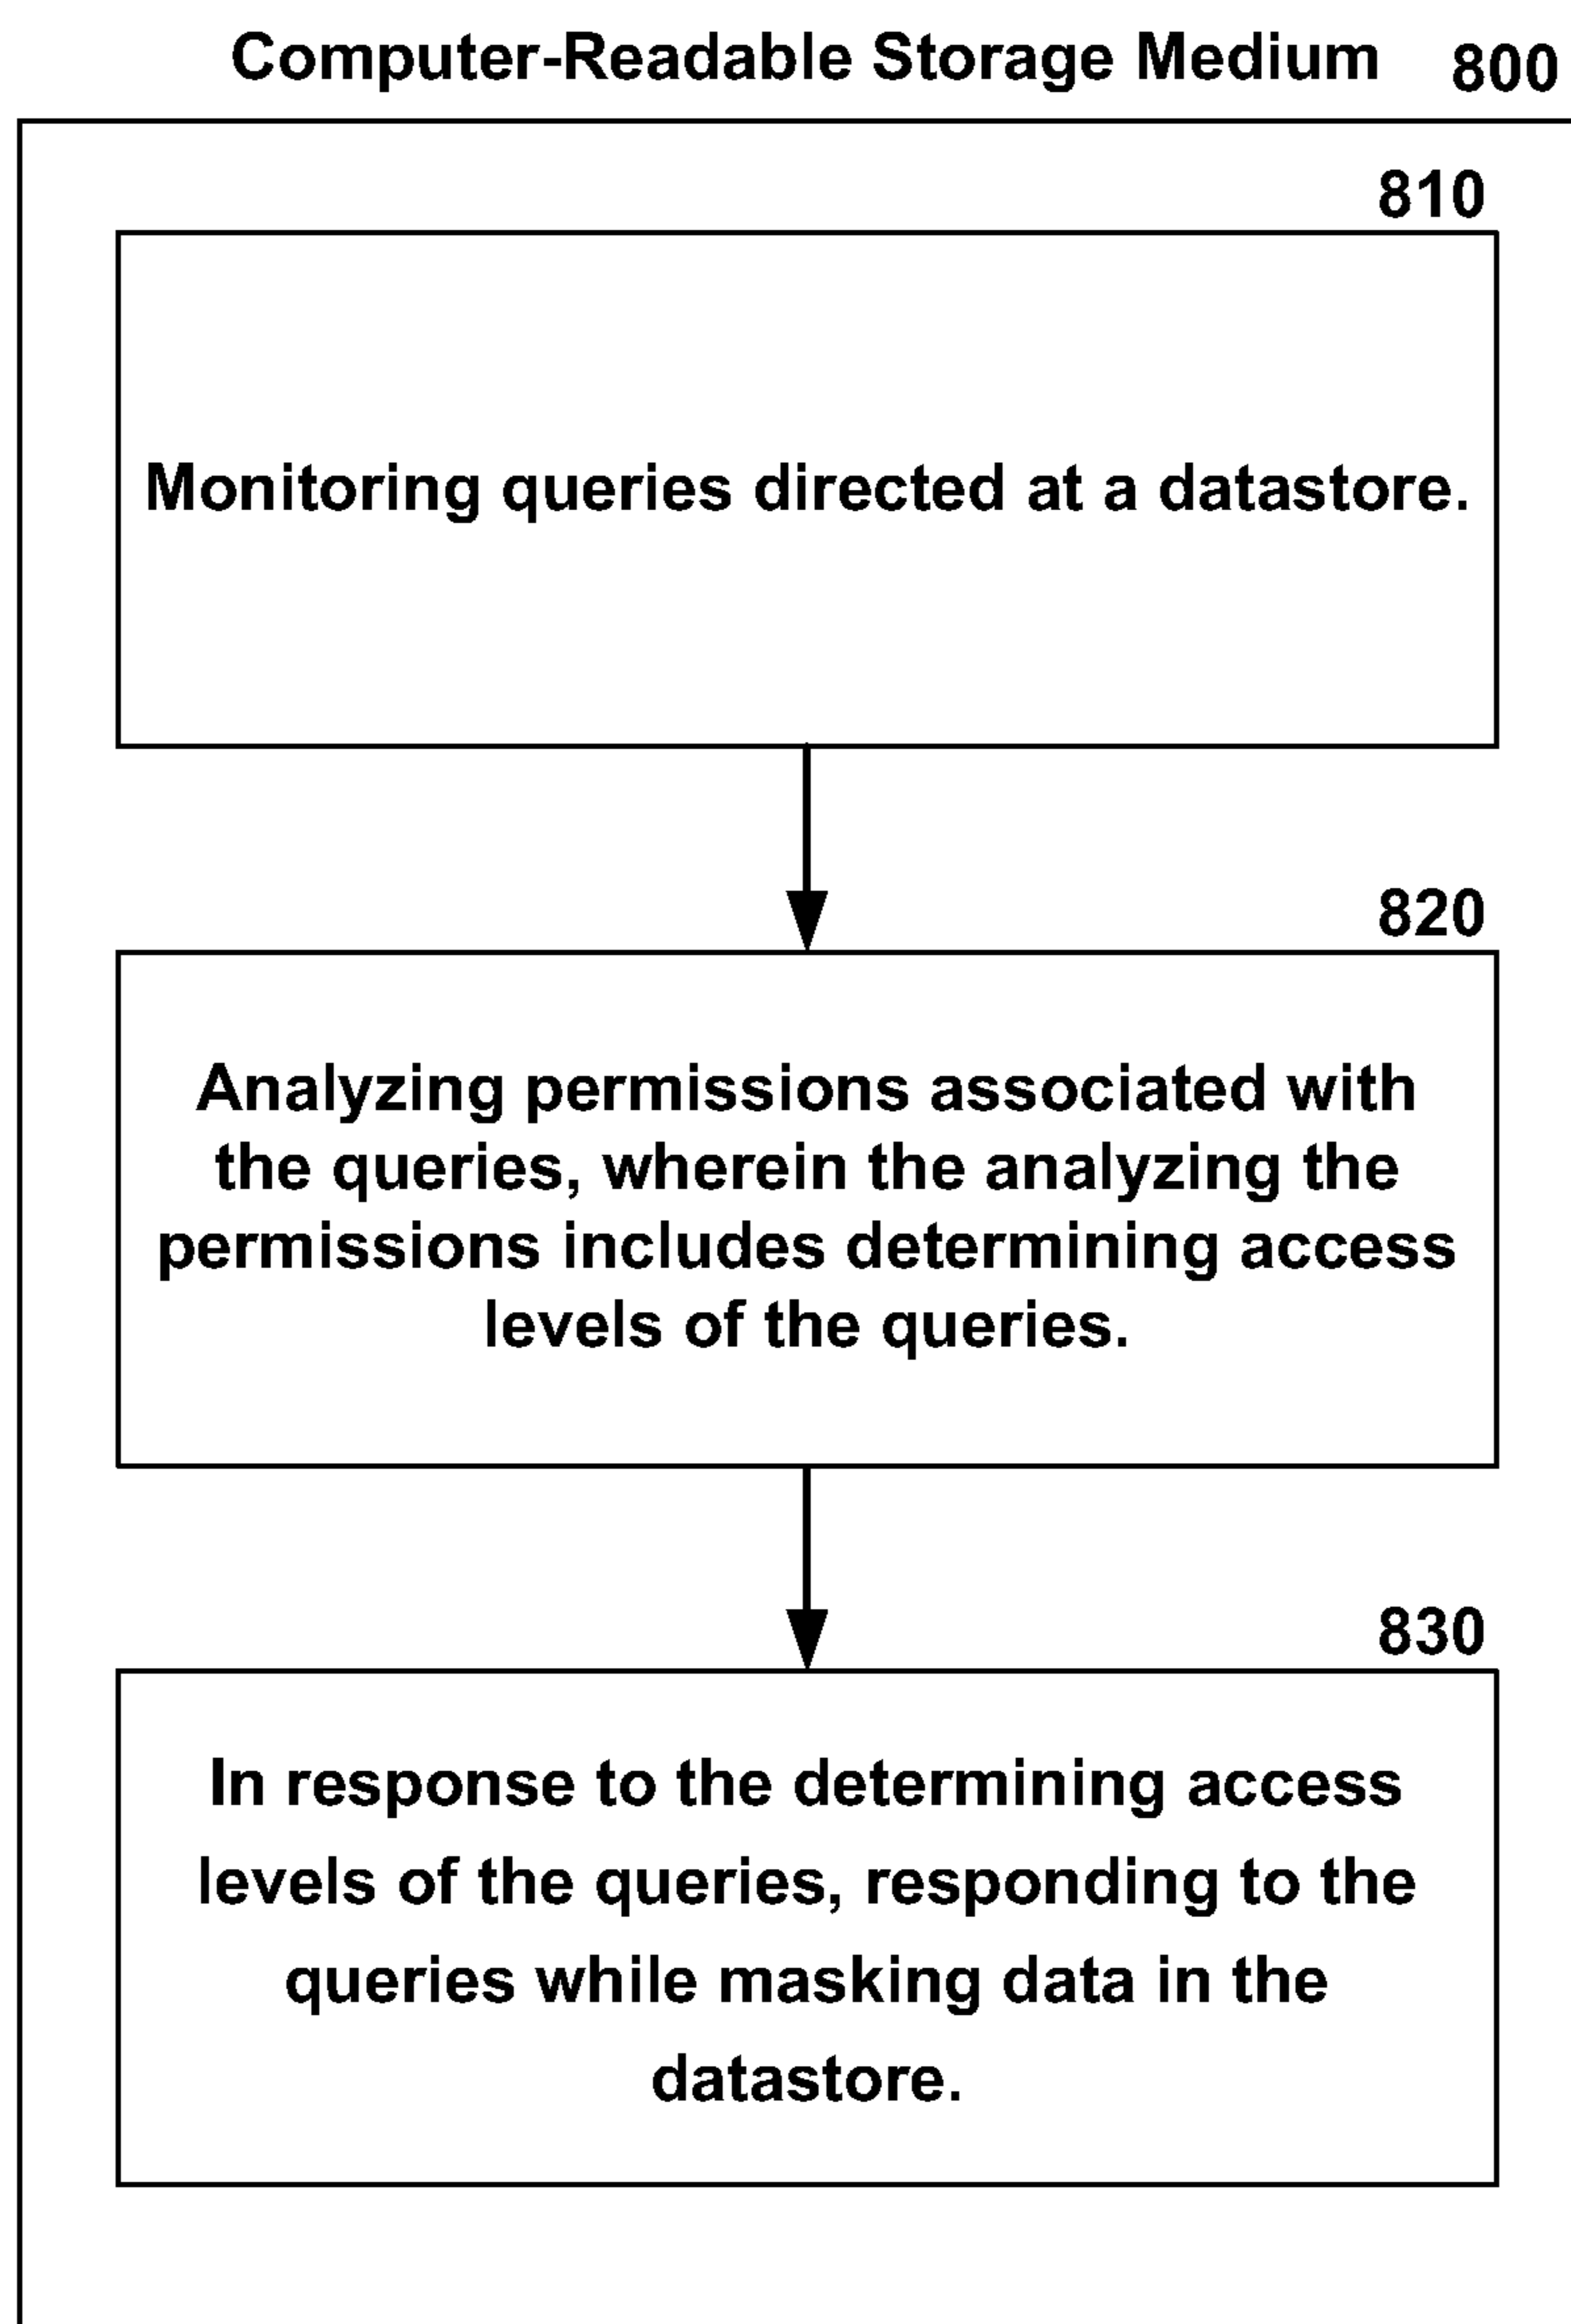 Computer-Readable Storage Medium 800
810
Monitoring queries directed at a datastore.
820
Analyzing permissions associated with
the queries, wherein the analyzing the
permissions includes determining access
levels of the queries.
830
In response to the determining access
levels of the queries, responding to the
queries while masking data in the
datastore.